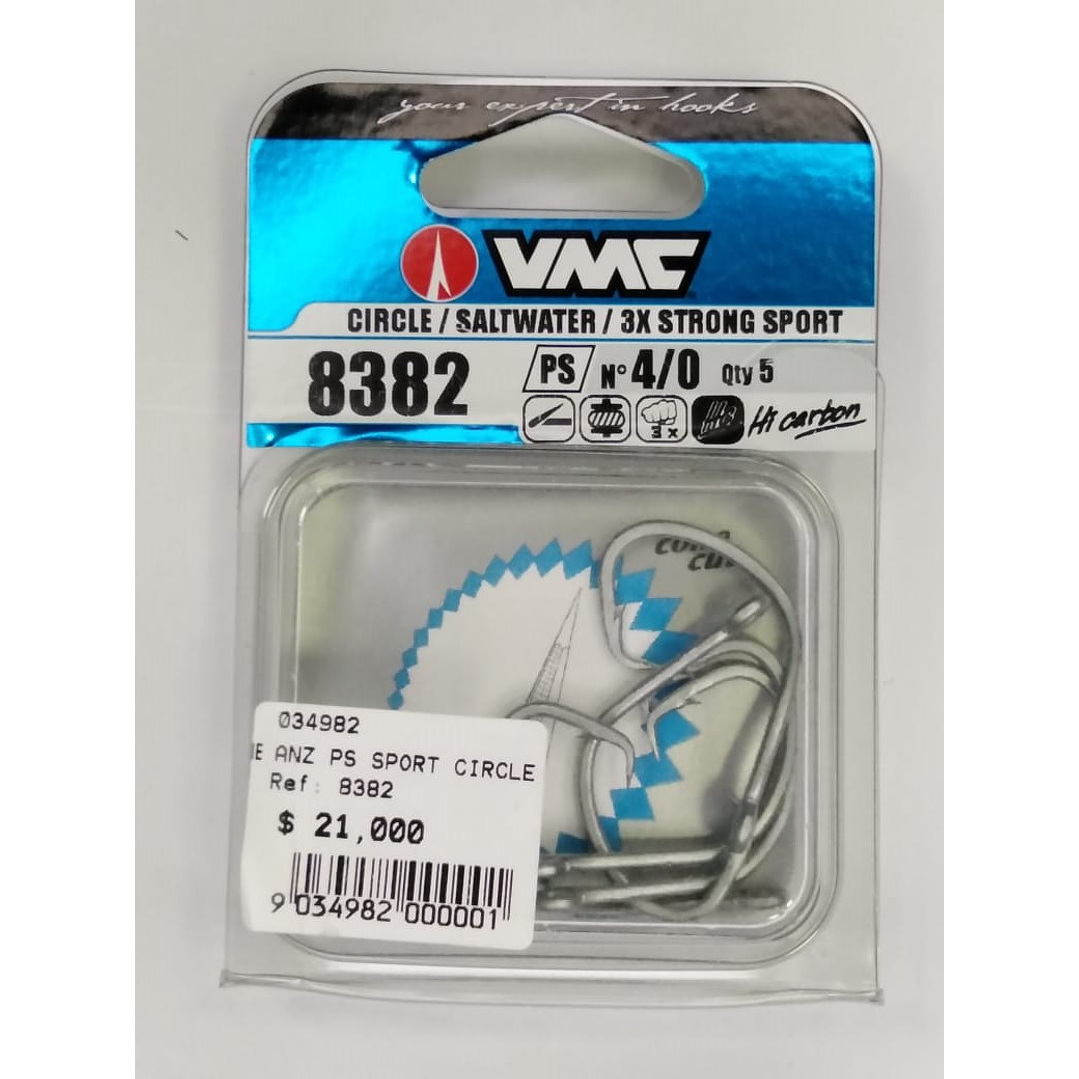 your expert in hooks
VMC
CIRCLE / SALTWATER / 3X STRONG SPORT
8382
PS N° 4/0 Qty 5
3 x
Hi carbon
034982
ANZ PS SPORT CIRCLE
Ref: 8382
$ 21,000
9 034982 000001